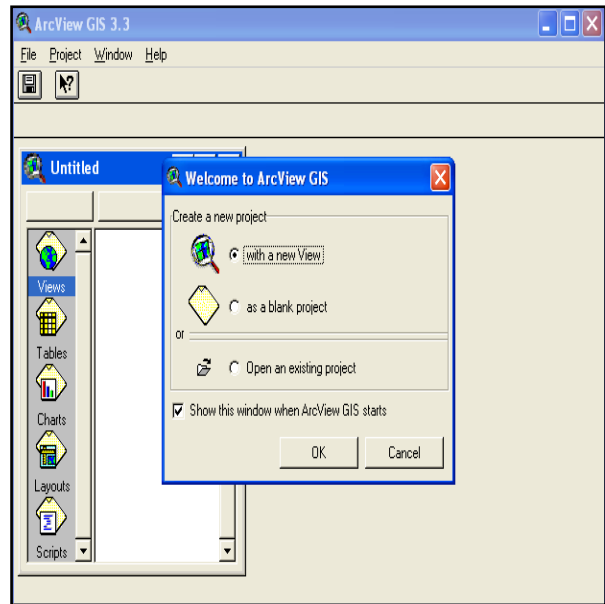 ArcView GIS 3.3
File Project Window Help
Untitled
Welcome to ArcView GIS
Create a new project
with a new View
as a blank project
or
Open an existing project
Show this window when ArcView GIS starts
OK Cancel
Views
Tables
Charts
Layouts
Scripts